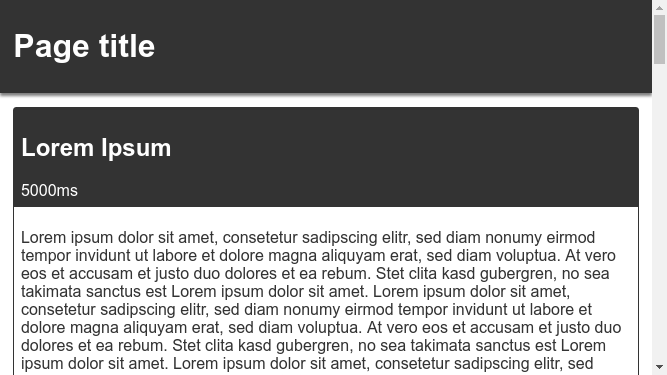 Page title
Lorem Ipsum
5000ms
Lorem ipsum dolor sit amet, consetetur sadipscing elitr, sed diam nonumy eirmod
tempor invidunt ut labore et dolore magna aliquyam erat, sed diam voluptua. At vero
eos et accusam et justo duo dolores et ea rebum. Stet clita kasd gubergren, no sea
takimata sanctus est Lorem ipsum dolor sit amet. Lorem ipsum dolor sit amet,
consetetur sadipscing elitr, sed diam nonumy eirmod tempor invidunt ut labore et
dolore magna aliquyam erat, sed diam voluptua. At vero eos et accusam et justo duo
dolores et ea rebum. Stet clita kasd gubergren, no sea takimata sanctus est Lorem
ipsum dolor sit amet. Lorem ipsum dolor sit amet, consetetur sadipscing elitr, sed